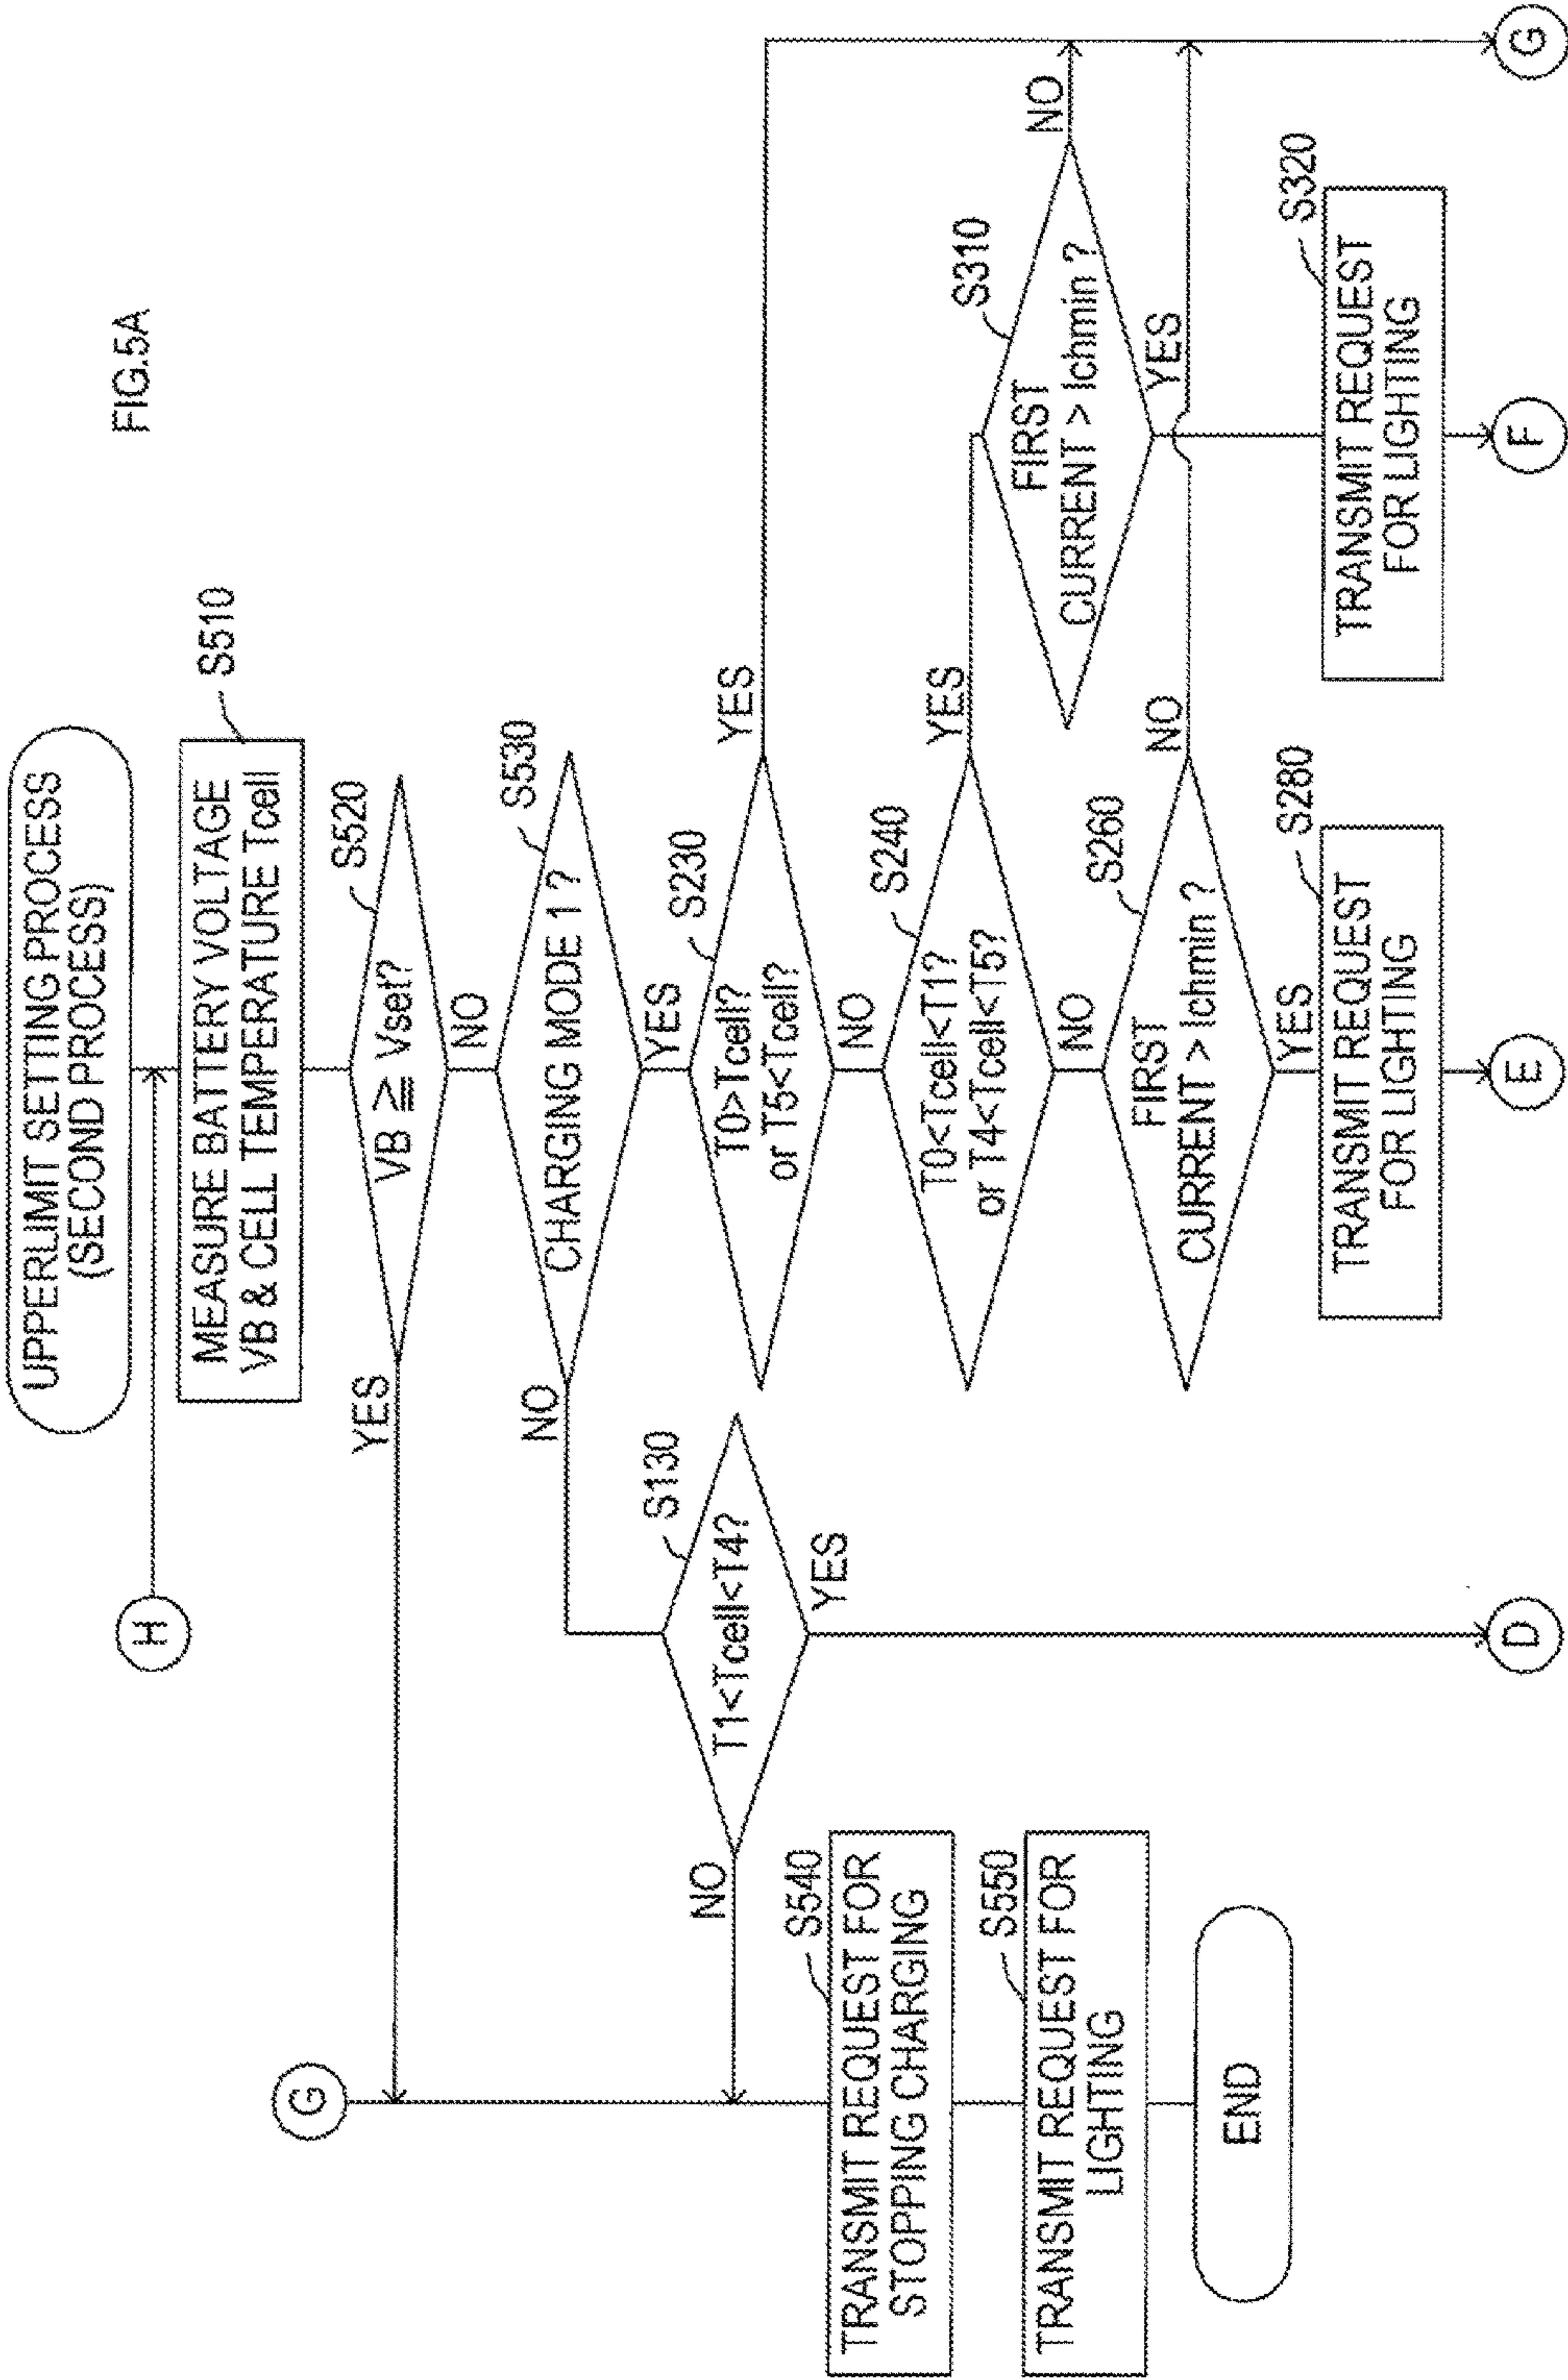 FIG.5A
UPPERLIMIT SETTING PROCESS
(SECOND PROCESS)
H
MEASURE BATTERY VOLTAGE
VB & CELL TEMPERATURE Tcell
S510
G
YES
VB ≧ Vset?
S520
NO
NO
CHARGING MODE 1 ?
S530
YES
NO
T1<Tcell<T4?
S130
YES
T0>Tcell?
or T5<Tcell?
S230
YES
NO
T0<Tcell<T1?
or T4<Tcell<T5?
S240
YES
NO
FIRST
CURRENT > Ichmin ?
S310
NO
YES
TRANSMIT REQUEST FOR
STOPPING CHARGING
S540
FIRST
CURRENT > Ichmin ?
S260
NO
YES
TRANSMIT REQUEST FOR
LIGHTING
S550
TRANSMIT REQUEST
FOR LIGHTING
S280
TRANSMIT REQUEST
FOR LIGHTING
S320
END
D
E
F
G